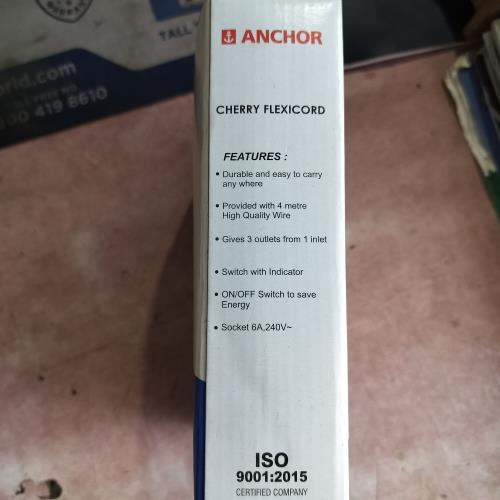 TALL
rld.com
419 8610
ANCHOR
CHERRY FLEXICORD
FEATURES :
• Durable and easy to carry
any where
• Provided with 4 metre
High Quality Wire
• Gives 3 outlets from 1 inlet
• Switch with Indicator
• ON/OFF Switch to save
Energy
• Socket 6A,240V~
ISO
9001:2015
CERTIFIED COMPANY